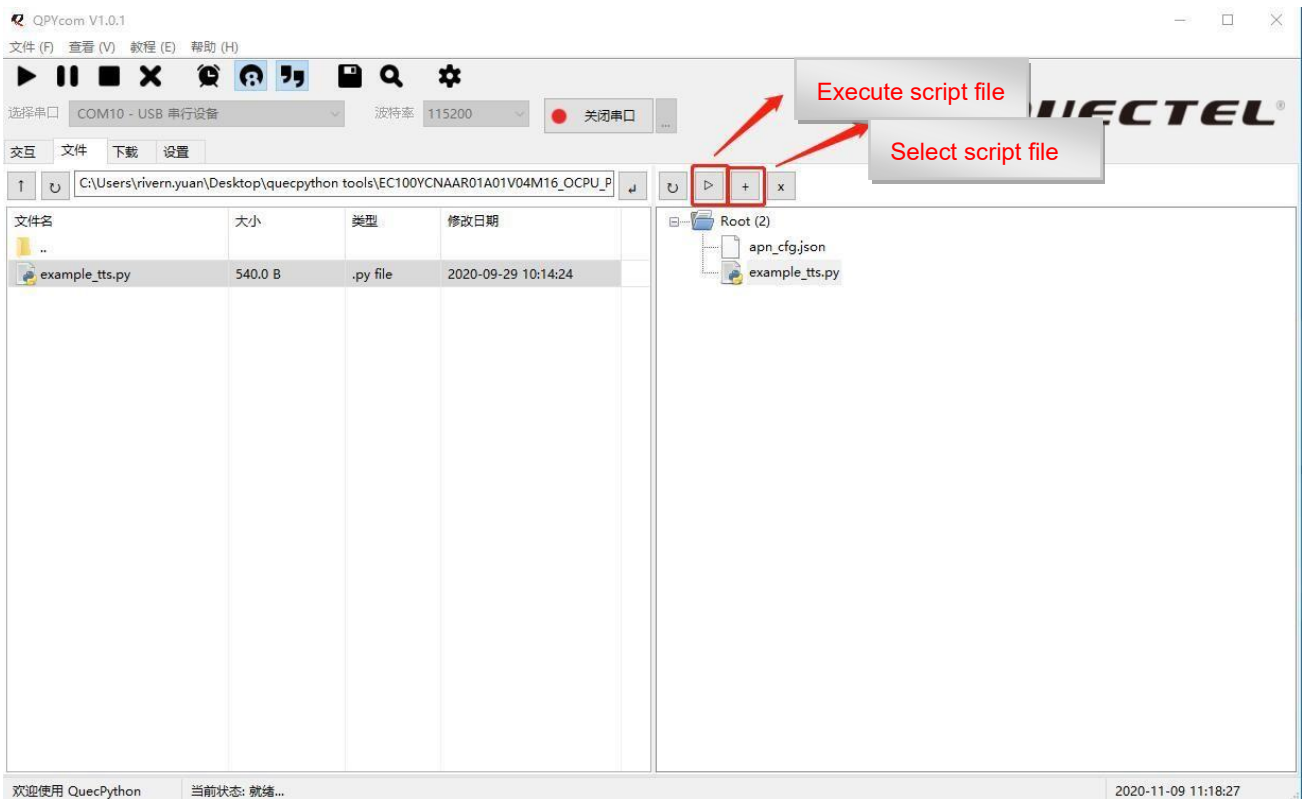 QPYcom V1.0.1
文件 (F) 查看 (V) 教程 (E) 帮助 (H)
Execute script file
选择串口 COM10 - USB 串行设备 波特率 115200 关闭串口 ...
QUECTEL®
Select script file
交互 文件 下载 设置
↑ ↻ C:\Users\rivern.yuan\Desktop\quecpython tools\EC100YCNAAR01A01V04M16_OCPU_P ↲ ↻ ▷ + x
文件名 大小 类型 修改日期
Root (2)
..
apn_cfg.json
example_tts.py 540.0 B .py file 2020-09-29 10:14:24
example_tts.py
欢迎使用 QuecPython 当前状态: 就绪... 2020-11-09 11:18:27